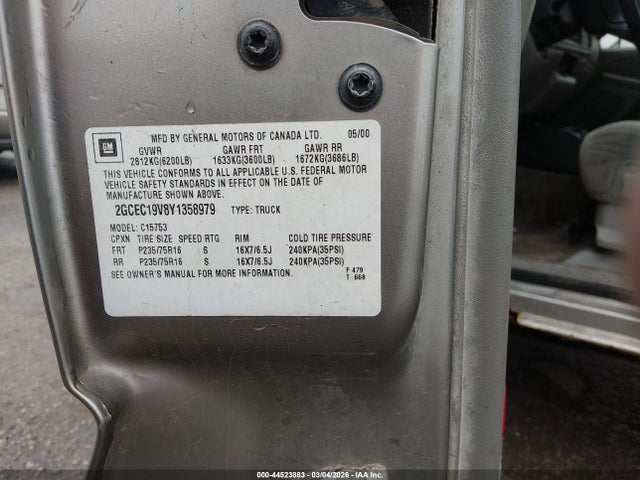 GM
MFD BY GENERAL MOTORS OF CANADA LTD. 05/00
GVWR GAWR FRT GAWR RR
2812KG(6200LB) 1633KG(3600LB) 1672KG(3686LB)
THIS VEHICLE CONFORMS TO ALL APPLICABLE U.S. FEDERAL MOTOR
VEHICLE SAFETY STANDARDS IN EFFECT ON THE DATE OF
MANUFACTURE SHOWN ABOVE.
2GCEC19V8Y1358979 TYPE: TRUCK
MODEL: C15753
CPXN TIRE SIZE SPEED RTG RIM COLD TIRE PRESSURE
FRT P235/75R16 S 16X7/6.5J 240KPA(35PSI)
RR P235/75R16 S 16X7/6.5J 240KPA(35PSI)
SEE OWNER'S MANUAL FOR MORE INFORMATION.
F 479
T 668
000-44523883 - 03/04/2026 - IAA Inc.